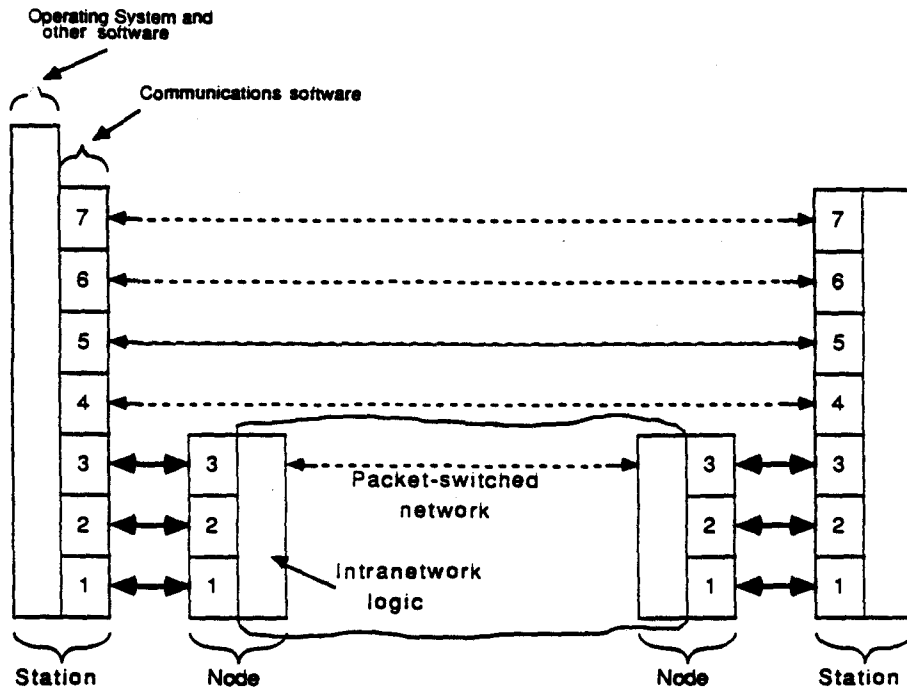 Operating System and
other software
Communications software
7 7
6 6
5 5
4 4
3 3 3 3
Packet-switched
network
2 2 2 2
Intranetwork
logic
1 1 1 1
Station Node Node Station